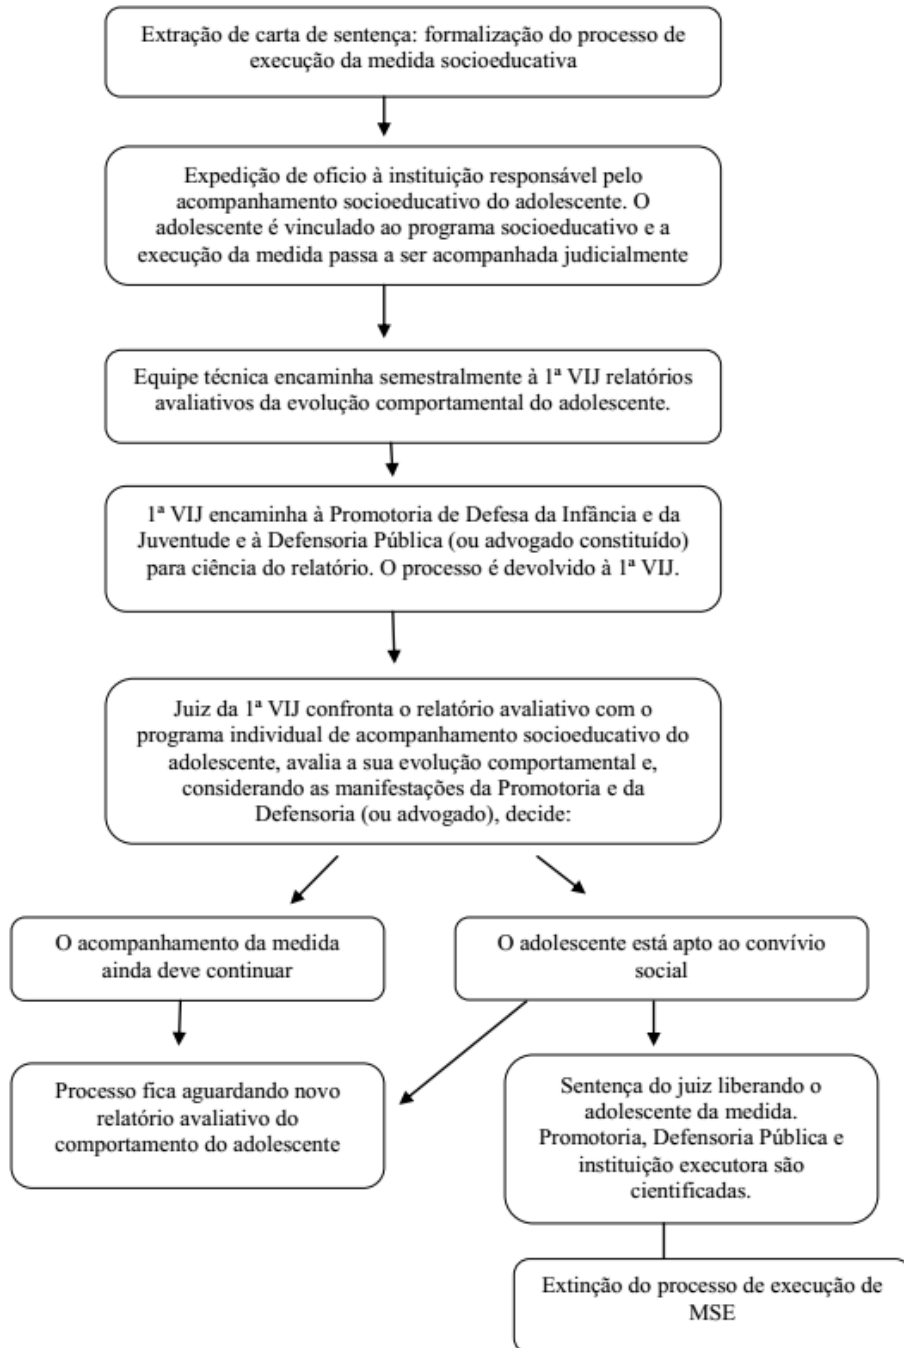 Extração de carta de sentença: formalização do processo de
execução da medida socioeducativa
Expedição de oficio à instituição responsável pelo
acompanhamento socioeducativo do adolescente. O
adolescente é vinculado ao programa socioeducativo e a
execução da medida passa a ser acompanhada judicialmente
Equipe técnica encaminha semestralmente à 1ª VIJ relatórios
avaliativos da evolução comportamental do adolescente.
1ª VIJ encaminha à Promotoria de Defesa da Infância e da
Juventude e à Defensoria Pública (ou advogado constituído)
para ciência do relatório. O processo é devolvido à 1ª VIJ.
Juiz da 1ª VIJ confronta o relatório avaliativo com o
programa individual de acompanhamento socioeducativo do
adolescente, avalia a sua evolução comportamental e,
considerando as manifestações da Promotoria e da
Defensoria (ou advogado), decide:
O acompanhamento da medida
ainda deve continuar
O adolescente está apto ao convívio
social
Processo fica aguardando novo
relatório avaliativo do
comportamento do adolescente
Sentença do juiz liberando o
adolescente da medida.
Promotoria, Defensoria Pública e
instituição executora são
cientificadas.
Extinção do processo de execução de
MSE